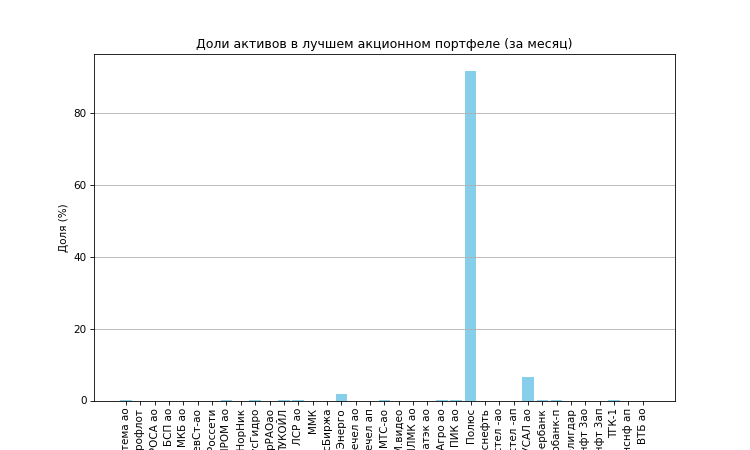 Доли активов в лучшем акционном портфеле (за месяц)
Доля (%)
80
60
40
20
0
тема ао
рофлот
РОСА ао
БСП ао
МКБ ао
евСт-ао
Россети
ПРОМ ао
НорНик
сГидро
рРАОао
ЛУКОЙЛ
ЛСР ао
ММК
сБиржа
Энерго
ечел ао
ечел ап
МТС-ао
М.видео
ЛМК ао
атэк ао
Агро ао
ПИК ао
Полюс
снефть
стел -ао
стел -ап
УСАЛ ао
ербанк
рбанк-п
лигдар
нфт 3ао
нфт 3ап
ТГК-1
нснф ап
ВТБ ао